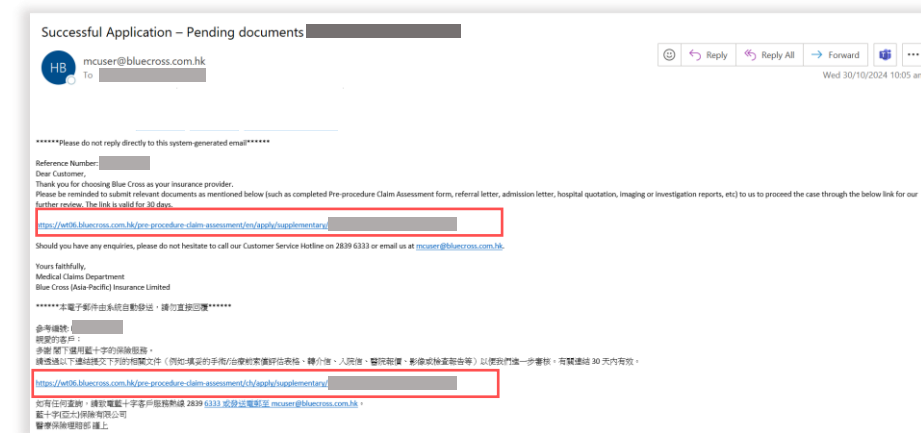 Successful Application – Pending documents
HB
mcuser@bluecross.com.hk
To
Reply
Reply All
Forward
Wed 30/10/2024 10:05 am
******Please do not reply directly to this system-generated email******
Reference Number:
Dear Customer,
Thank you for choosing Blue Cross as your insurance provider.
Please be reminded to submit relevant documents as mentioned below (such as completed Pre-procedure Claim Assessment form, referral letter, admission letter, hospital quotation, imaging or investigation reports, etc) to us to proceed the case through the below link for our
further review. The link is valid for 30 days.
https://wt06.bluecross.com.hk/pre-procedure-claim-assessment/en/apply/supplementary/
Should you have any enquiries, please do not hesitate to call our Customer Service Hotline on 2839 6333 or email us at mcuser@bluecross.com.hk.
Yours faithfully,
Medical Claims Department
Blue Cross (Asia-Pacific) Insurance Limited
******本電子郵件由系統自動發送，請勿直接回覆******
參考編號:
親愛的客戶：
多謝 閣下選用藍十字的保險服務。
請透過以下連結提交下列的相關文件（例如:填妥的手術/治療前索償評估表格、轉介信、入院信、醫院報價、影像或檢查報告等）以便我們進一步審核。有關連結 30 天內有效。
https://wt06.bluecross.com.hk/pre-procedure-claim-assessment/ch/apply/supplementary/
如有任何查詢，請致電藍十字客戶服務熱線 2839 6333 或發送電郵至 mcuser@bluecross.com.hk。
藍十字(亞太)保險有限公司
醫療保險理賠部 謹上